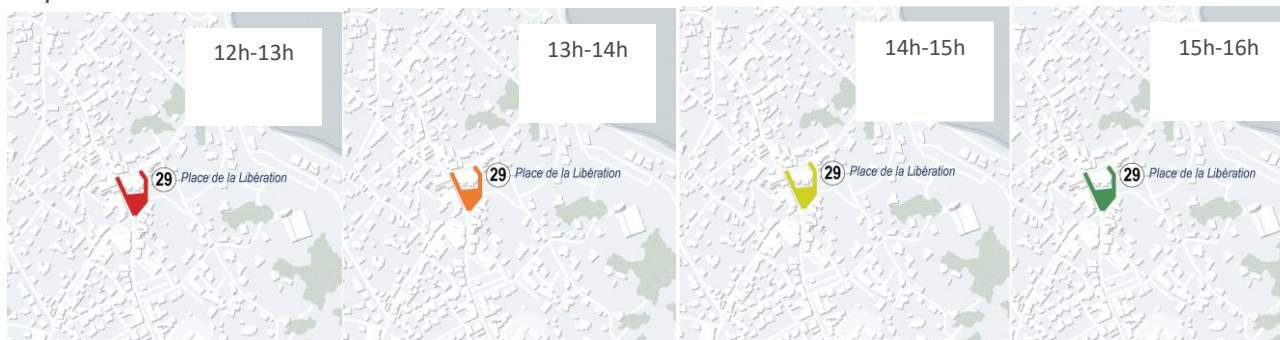 12h-13h
13h-14h
14h-15h
15h-16h
29 Place de la Libération
29 Place de la Libération
29 Place de la Libération
29 Place de la Libération